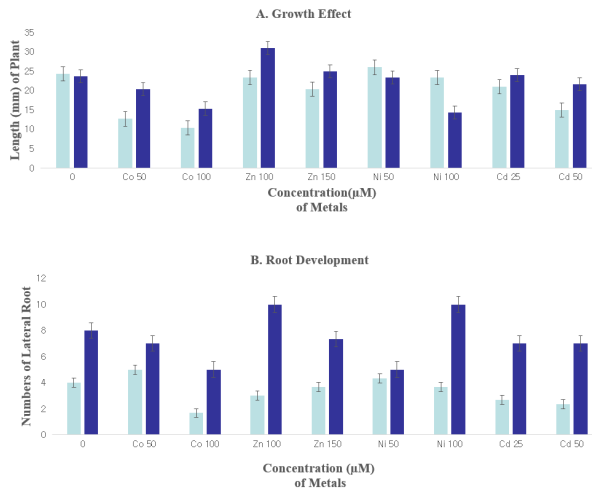 A. Growth Effect
Length (mm) of Plant
35
30
25
20
15
10
5
0
0 Co 50 Co 100 Zn 100 Zn 150 Ni 50 Ni 100 Cd 25 Cd 50
Concentration(μM)
of Metals
B. Root Development
Numbers of Lateral Root
12
10
8
6
4
2
0
0 Co 50 Co 100 Zn 100 Zn 150 Ni 50 Ni 100 Cd 25 Cd 50
Concentration (μM)
of Metals